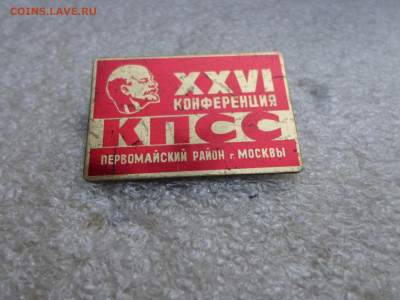 COINS.LAVE.RU
XXVI
КОНФЕРЕНЦИЯ
КПСС
ПЕРВОМАЙСКИЙ РАЙОН г. МОСКВЫ